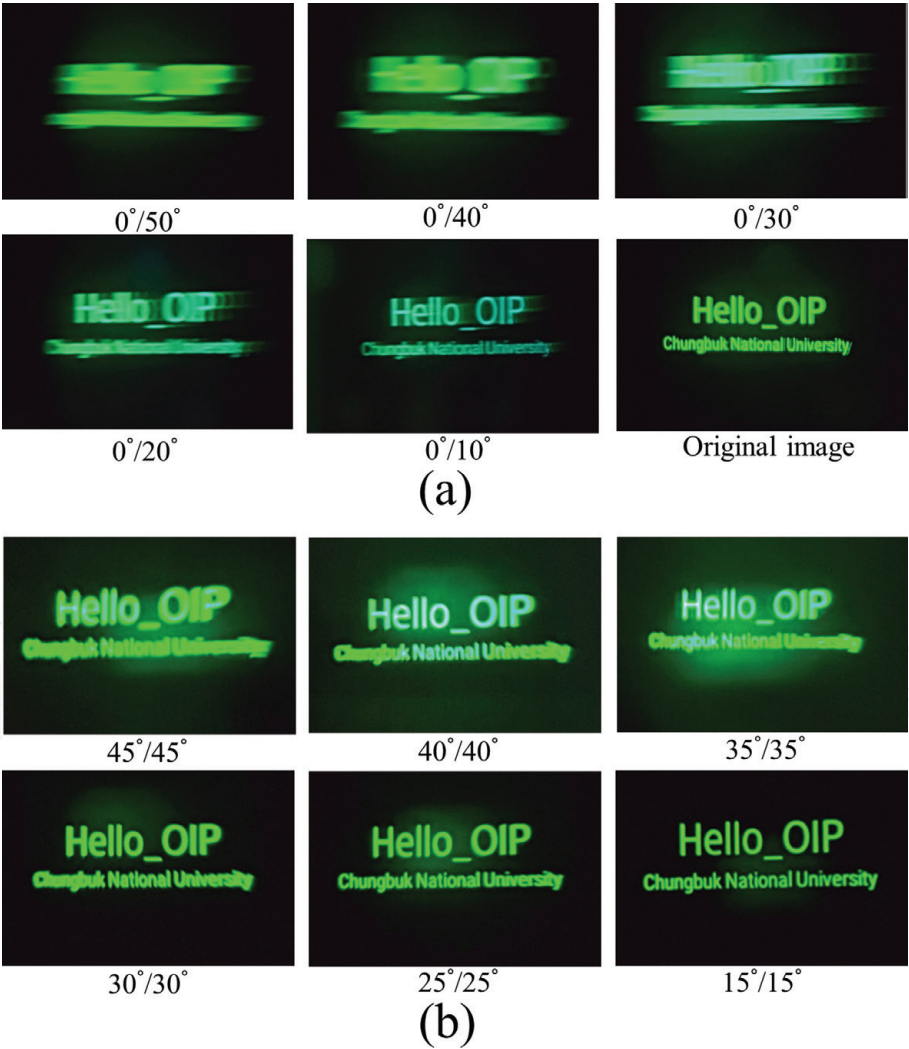 0°/50°
0°/40°
0°/30°
Hello_OIP
Chungbuk National University
0°/20°
Hello_OIP
Chungbuk National University
0°/10°
Hello_OIP
Chungbuk National University
Original image
(a)
Hello_OIP
Chungbuk National University
45°/45°
Hello_OIP
Chungbuk National University
40°/40°
Hello_OIP
Chungbuk National University
35°/35°
Hello_OIP
Chungbuk National University
30°/30°
Hello_OIP
Chungbuk National University
25°/25°
Hello_OIP
Chungbuk National University
15°/15°
(b)